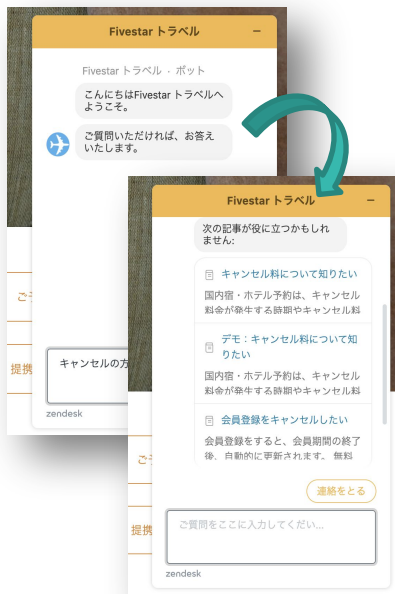 Fivestar トラベル
Fivestar トラベル · ボット
こんにちはFivestar トラベルへ
ようこそ。
ご質問いただければ、お答え
いたします。
キャンセルの方
zendesk
ご
提携
Fivestar トラベル
次の記事が役に立つかもしれ
ません:
キャンセル料について知りたい
国内宿・ホテル予約は、キャンセル
料金が発生する時期やキャンセル料
デモ：キャンセル料について知
りたい
国内宿・ホテル予約は、キャンセル
料金が発生する時期やキャンセル料
会員登録をキャンセルしたい
会員登録をすると、会員期間の終了
後、自動的に更新されます。 無料
連絡をとる
ご質問をここに入力してくだい...
zendesk
ご
提携